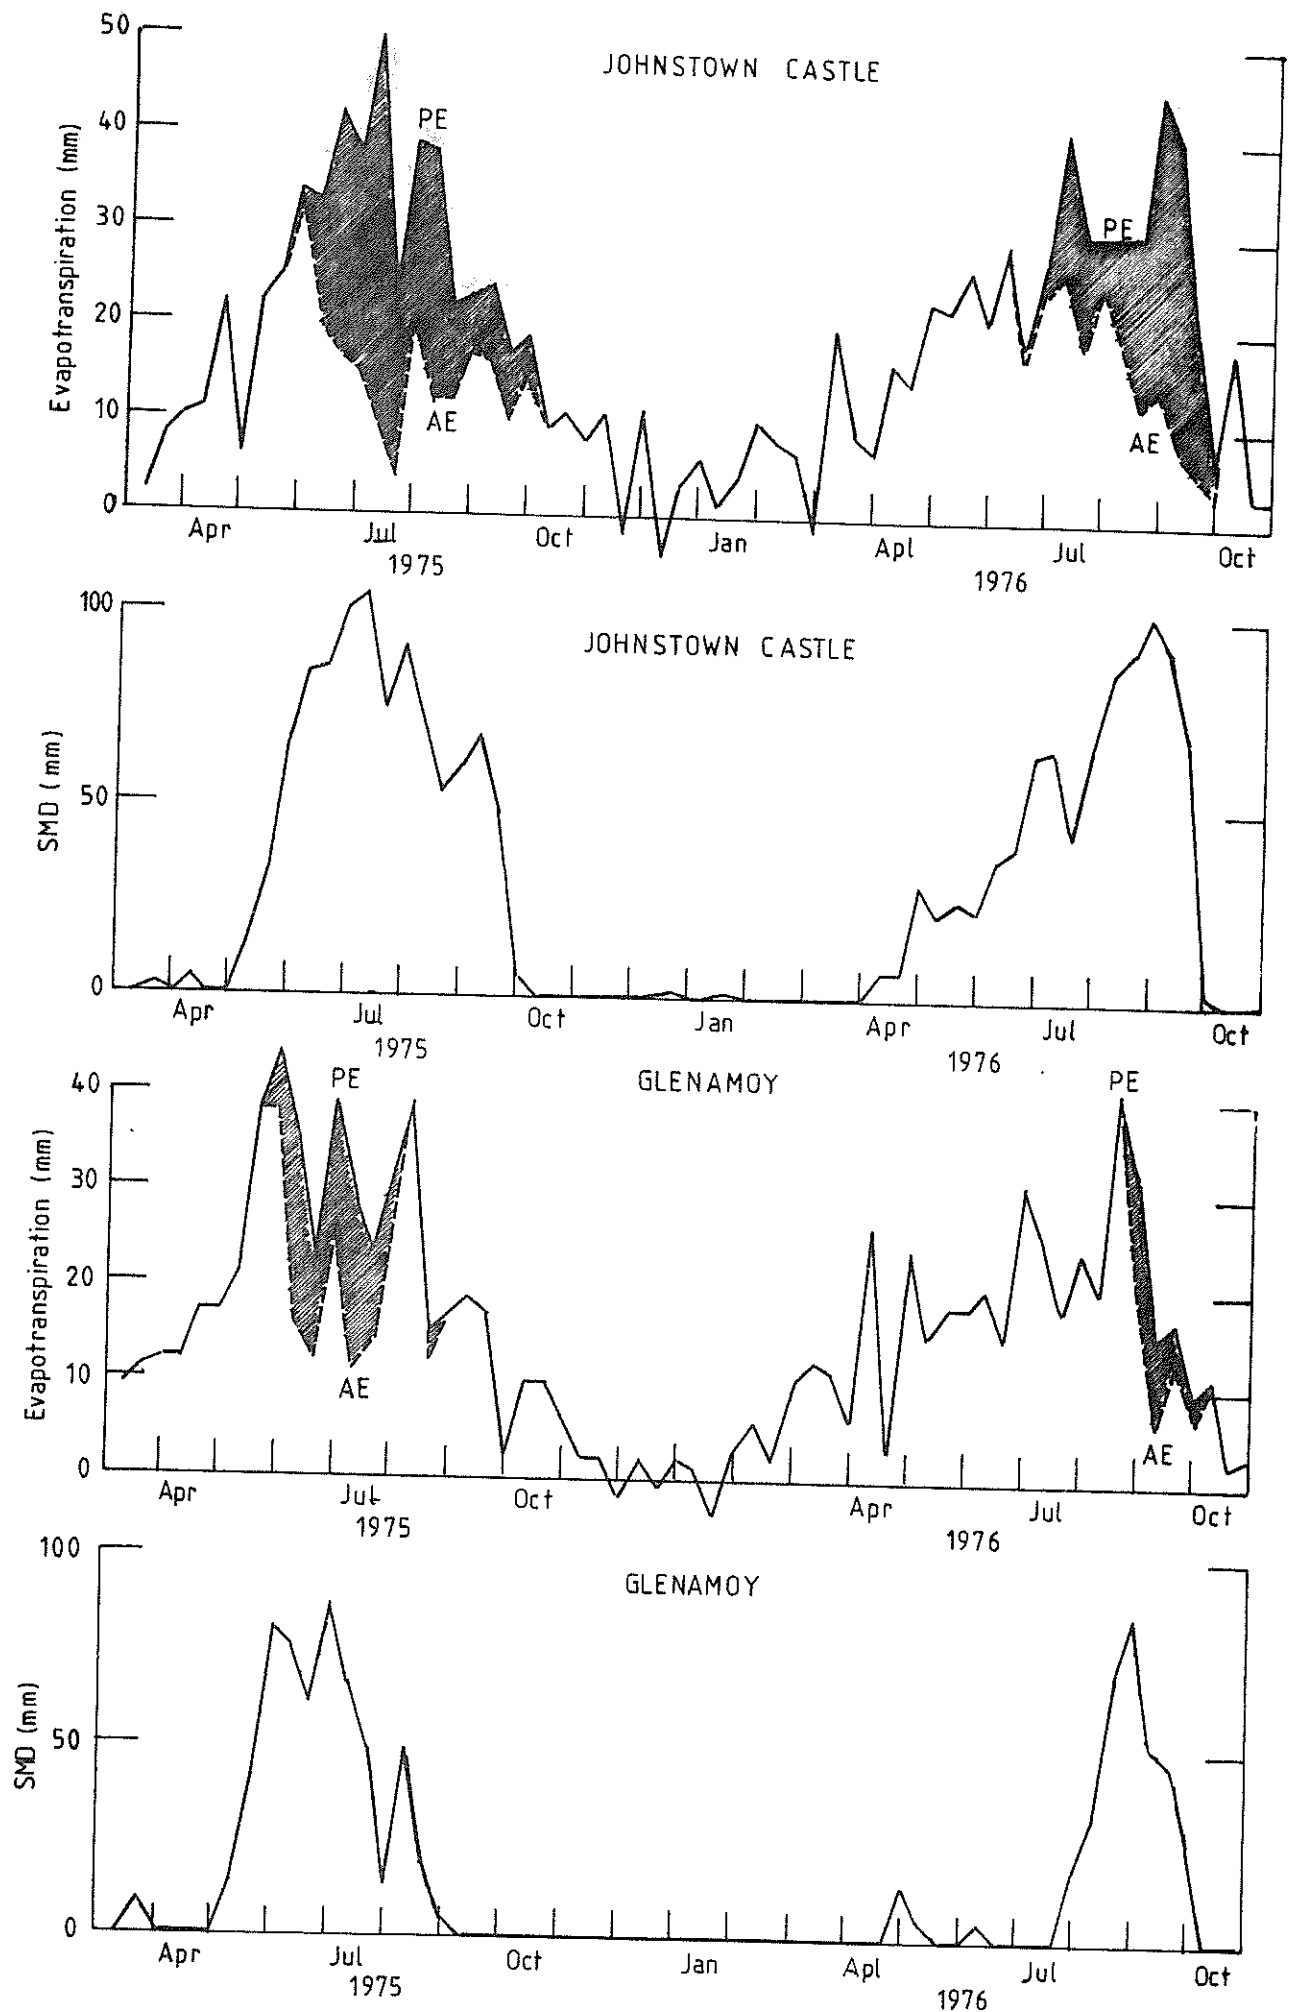 JOHNSTOWN CASTLE
Evapotranspiration (mm)
50
40
30
20
10
0
PE
AE
PE
AE
Apr Jul Oct Jan Apl Jul Oct
1975 1976
JOHNSTOWN CASTLE
SMD (mm)
100
50
0
Apr Jul Oct Jan Apr Jul Oct
1975 1976
GLENAMOY
Evapotranspiration (mm)
40
30
20
10
0
PE
AE
PE
AE
Apr Jul Oct Apr Jul Oct
1975 1976
GLENAMOY
SMD (mm)
100
50
0
Apr Jul Oct Jan Apl Jul Oct
1975 1976